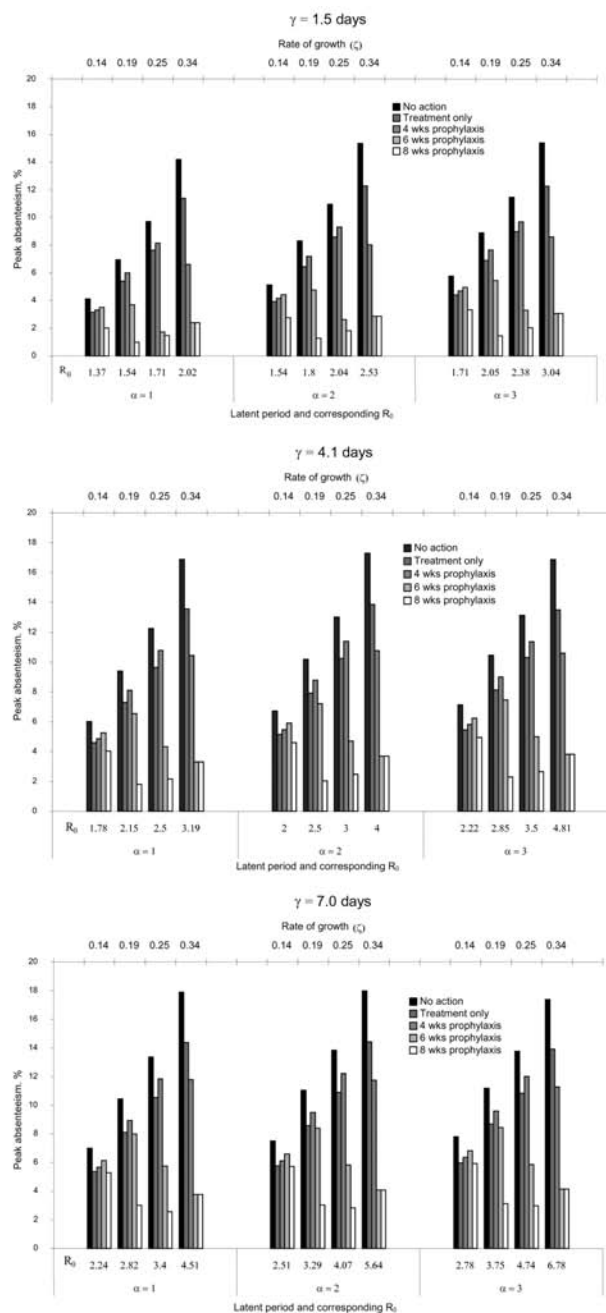 γ = 1.5 days
Rate of growth (ζ)
0.14 0.19 0.25 0.34 0.14 0.19 0.25 0.34 0.14 0.19 0.25 0.34
20
18
16
14
12
10
8
6
4
2
0
Peak absenteeism, %
No action
Treatment only
4 wks prophylaxis
6 wks prophylaxis
8 wks prophylaxis
R0 1.37 1.54 1.71 2.02 1.54 1.8 2.04 2.53 1.71 2.05 2.38 3.04
α = 1 α = 2 α = 3
Latent period and corresponding R0
γ = 4.1 days
Rate of growth (ζ)
0.14 0.19 0.25 0.34 0.14 0.19 0.25 0.34 0.14 0.19 0.25 0.34
20
18
16
14
12
10
8
6
4
2
0
Peak absenteeism, %
No action
Treatment only
4 wks prophylaxis
6 wks prophylaxis
8 wks prophylaxis
R0 1.78 2.15 2.5 3.19 2 2.5 3 4 2.22 2.85 3.5 4.81
α = 1 α = 2 α = 3
Latent period and corresponding R0
γ = 7.0 days
Rate of growth (ζ)
0.14 0.19 0.25 0.34 0.14 0.19 0.25 0.34 0.14 0.19 0.25 0.34
20
18
16
14
12
10
8
6
4
2
0
Peak absenteeism, %
No action
Treatment only
4 wks prophylaxis
6 wks prophylaxis
8 wks prophylaxis
R0 2.24 2.82 3.4 4.51 2.51 3.29 4.07 5.64 2.78 3.75 4.74 6.78
α = 1 α = 2 α = 3
Latent period and corresponding R0